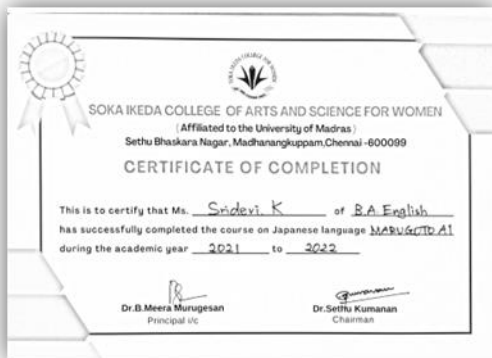 SOKA IKEDA COLLEGE OF ARTS AND SCIENCE FOR WOMEN
(Affiliated to the University of Madras)
Sethu Bhaskara Nagar, Madhanangkuppam,Chennai -600099
CERTIFICATE OF COMPLETION
This is to certify that Ms. Sridevi. K of B.A. English
has successfully completed the course on Japanese language MARUGOTO A1
during the academic year 2021 to 2022
Dr.B.Meera Murugesan Dr.Sethu Kumanan
Principal i/c Chairman